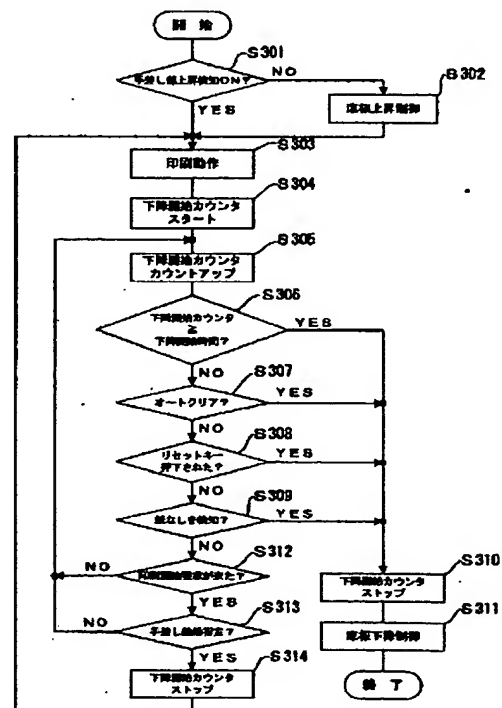 開始
S301
手差し部上昇検知ON?
NO
S302
YES
底板上昇制御
S303
印刷動作
S304
下降開始カウンタ
スタート
S305
下降開始カウンタ
カウントアップ
S306
下降開始カウンタ
≧
下降開始時間?
YES
NO
S307
オートクリア?
YES
NO
S308
リセットキー
押下された?
YES
NO
S309
紙なしを検知?
YES
NO
S312
NO
印刷開始要求が来た?
S310
下降開始カウンタ
ストップ
YES
S313
S311
NO
手差し給紙指定?
底板下降制御
YES
S314
下降開始カウンタ
ストップ
終了